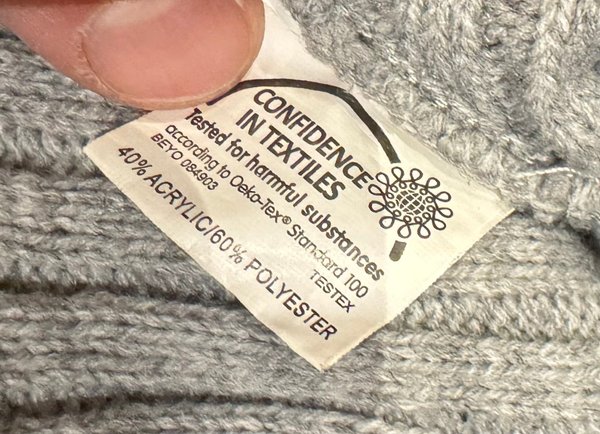 CONFIDENCE
IN TEXTILES
Tested for harmful substances
according to Oeko-Tex® Standard 100
BEYO 084903
TESTEX
40% ACRYLIC/60% POLYESTER